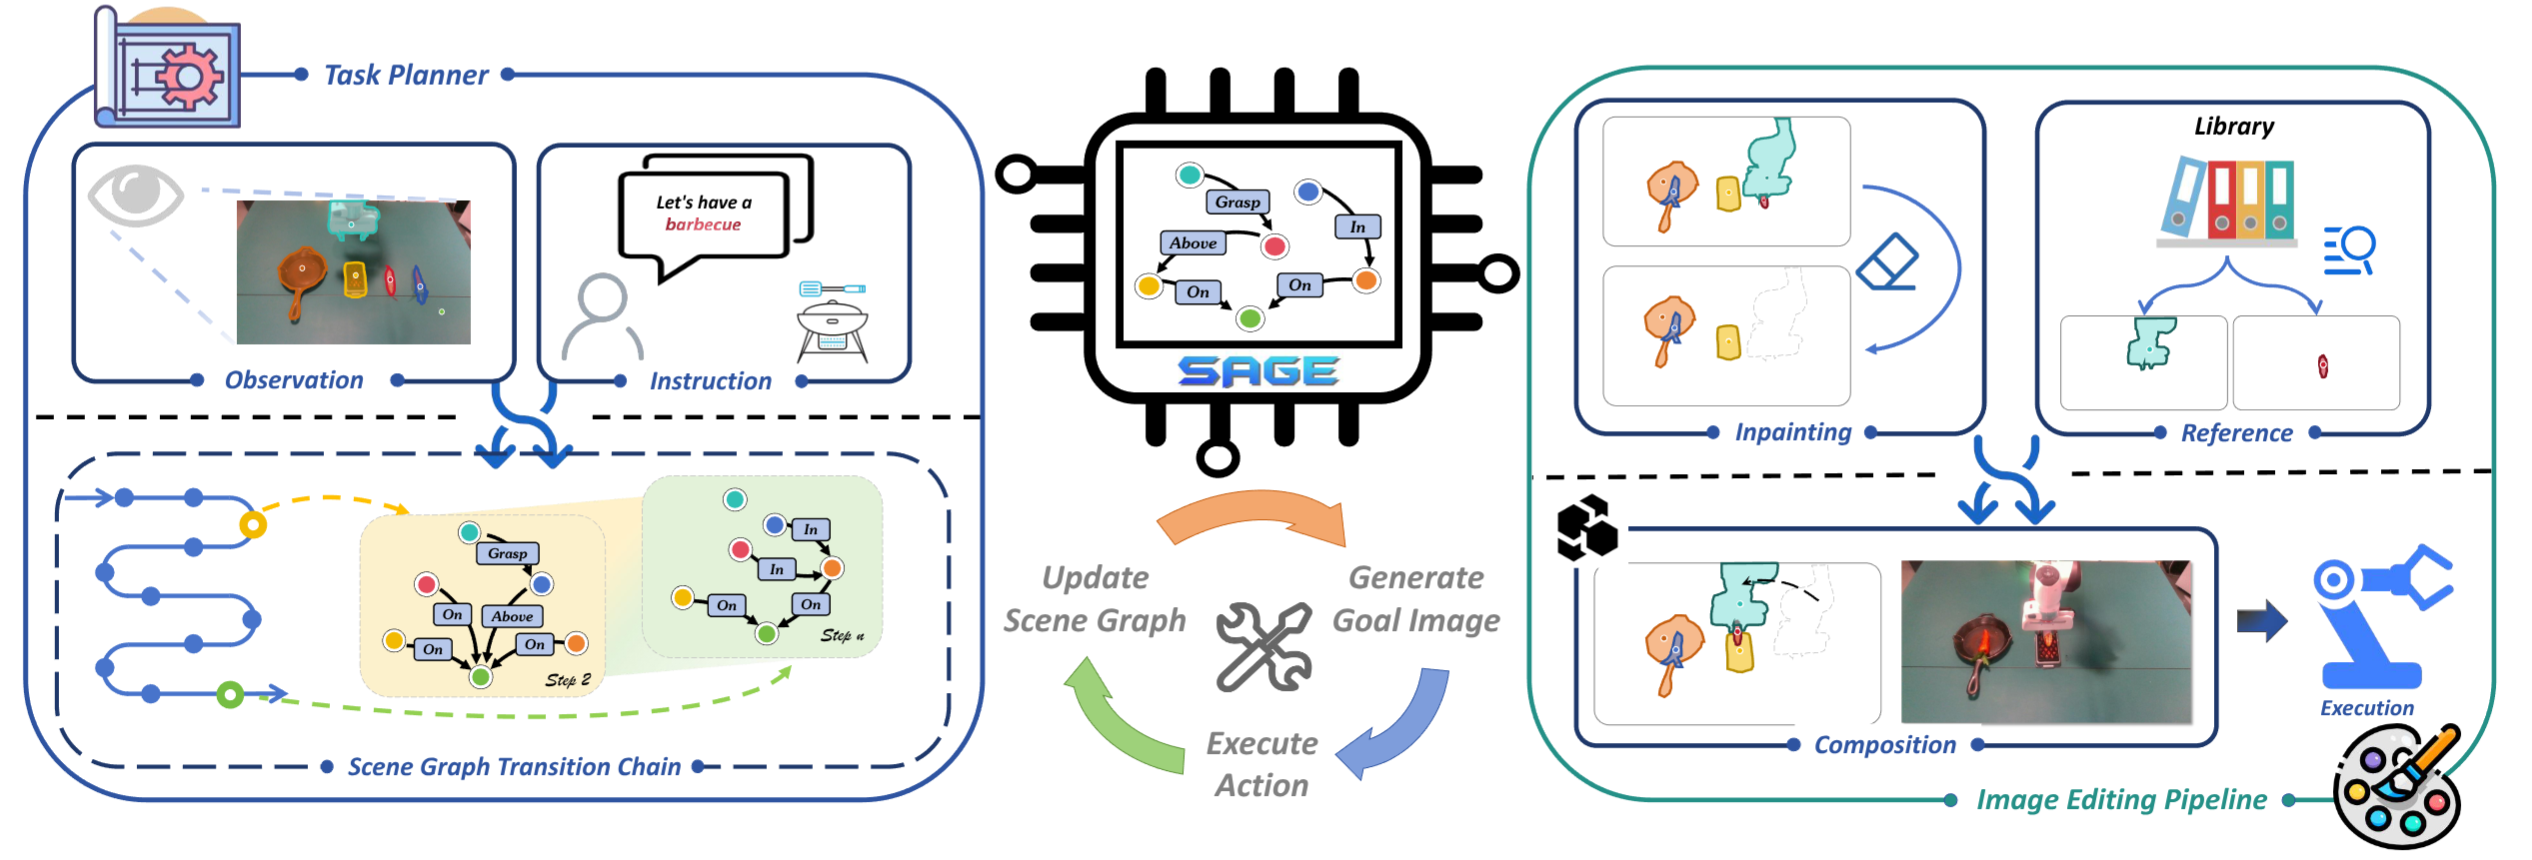 Task Planner
Let's have a
barbecue
Observation
Instruction
Grasp
On
Above
On
On
Step 2
In
In
On
On
Step n
Scene Graph Transition Chain
Grasp
In
Above
On
On
SAGE
Update
Scene Graph
Generate
Goal Image
Execute
Action
Library
Inpainting
Reference
Composition
Execution
Image Editing Pipeline